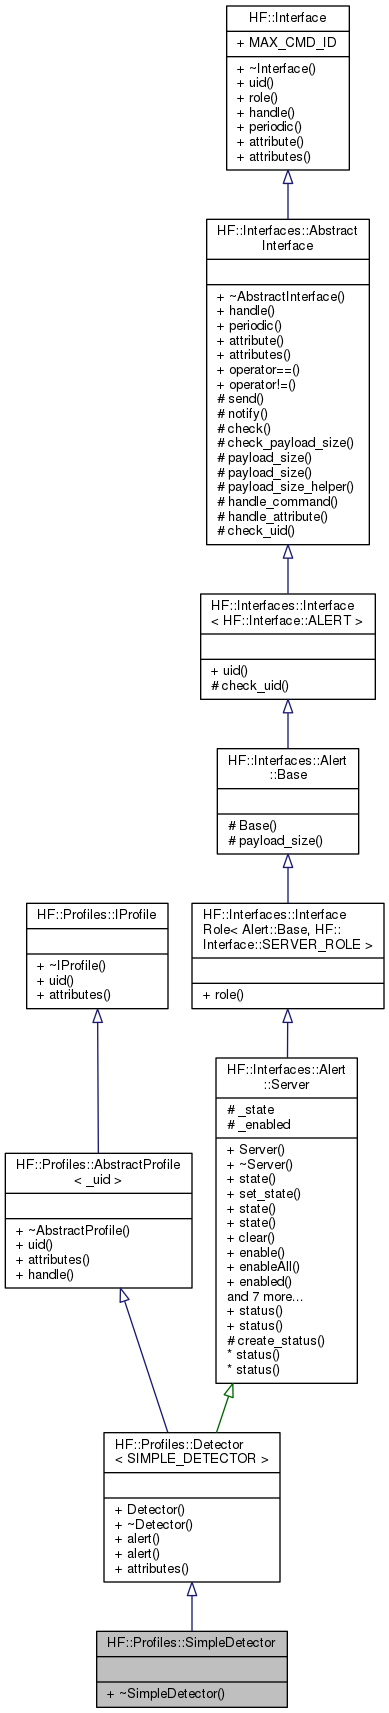 HF::Interface
+ MAX_CMD_ID
+ ~Interface()
+ uid()
+ role()
+ handle()
+ periodic()
+ attribute()
+ attributes()
HF::Interfaces::Abstract
Interface
+ ~AbstractInterface()
+ handle()
+ periodic()
+ attribute()
+ attributes()
+ operator==()
+ operator!=()
# send()
# notify()
# check()
# check_payload_size()
# payload_size()
# payload_size()
# payload_size_helper()
# handle_command()
# handle_attribute()
# check_uid()
HF::Interfaces::Interface
< HF::Interface::ALERT >
+ uid()
# check_uid()
HF::Interfaces::Alert
::Base
# Base()
# payload_size()
HF::Profiles::IProfile
+ ~IProfile()
+ uid()
+ attributes()
HF::Interfaces::Interface
Role< Alert::Base, HF::
Interface::SERVER_ROLE >
+ role()
HF::Interfaces::Alert
::Server
# _state
# _enabled
+ Server()
+ ~Server()
+ state()
+ set_state()
+ state()
+ state()
+ clear()
+ enable()
+ enableAll()
+ enabled()
and 7 more...
+ status()
+ status()
# create_status()
* status()
* status()
HF::Profiles::AbstractProfile
< _uid >
+ ~AbstractProfile()
+ uid()
+ attributes()
+ handle()
HF::Profiles::Detector
< SIMPLE_DETECTOR >
+ Detector()
+ ~Detector()
+ alert()
+ alert()
+ attributes()
HF::Profiles::SimpleDetector
+ ~SimpleDetector()